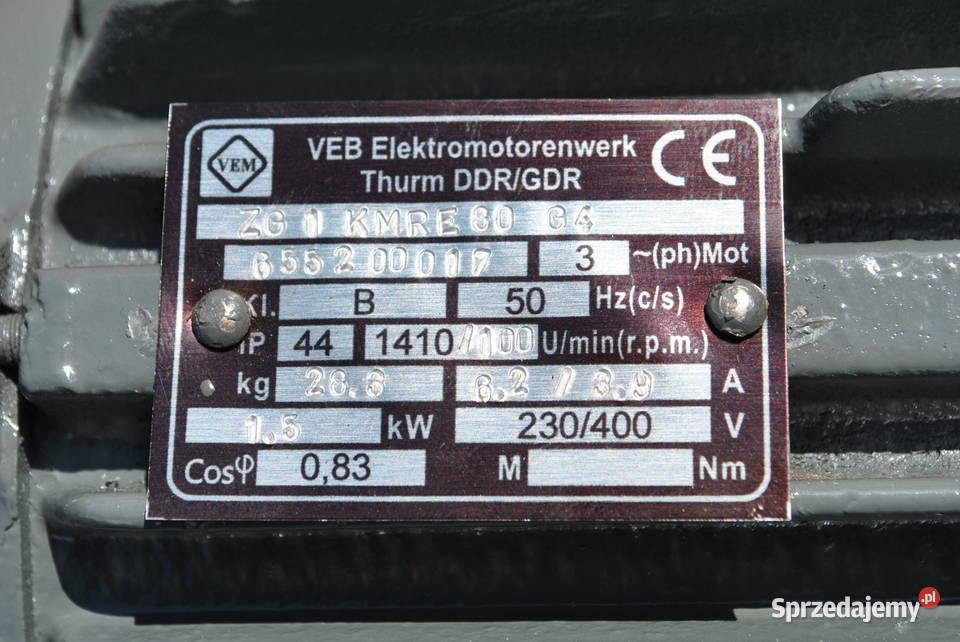 VEM
VEB Elektromotorenwerk
Thurm DDR/GDR
CE
ZG 1 KMRE 80 G4
6552 00017
3 ~(ph)Mot
Kl. B 50 Hz(c/s)
IP 44 1410/100 U/min(r.p.m.)
kg 28.6 6.2/3.9 A
1.5 kW 230/400 V
Cosφ 0,83 M Nm
Sprzedajemy.pl